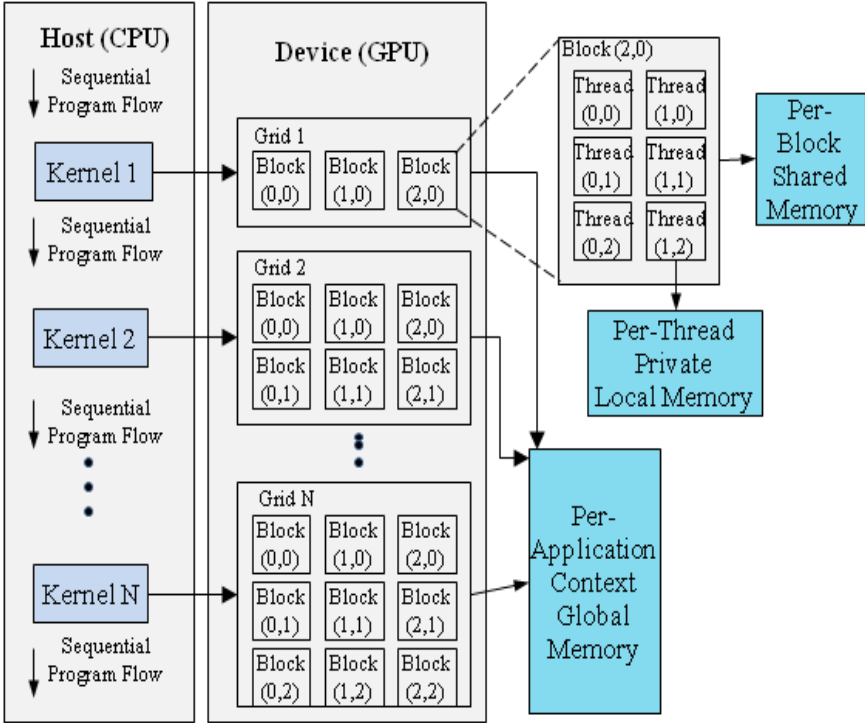 Host (CPU)
Sequential
Program Flow
Kernel 1
Sequential
Program Flow
Kernel 2
Sequential
Program Flow
Kernel N
Sequential
Program Flow
Device (GPU)
Grid 1
Block Block Block
(0,0) (1,0) (2,0)
Grid 2
Block Block Block
(0,0) (1,0) (2,0)
Block Block Block
(0,1) (1,1) (2,1)
Grid N
Block Block Block
(0,0) (1,0) (2,0)
Block Block Block
(0,1) (1,1) (2,1)
Block Block Block
(0,2) (1,2) (2,2)
Block (2,0)
Thread Thread
(0,0) (1,0)
Thread Thread
(0,1) (1,1)
Thread Thread
(0,2) (1,2)
Per-
Block
Shared
Memory
Per-Thread
Private
Local Memory
Per-
Application
Context
Global
Memory